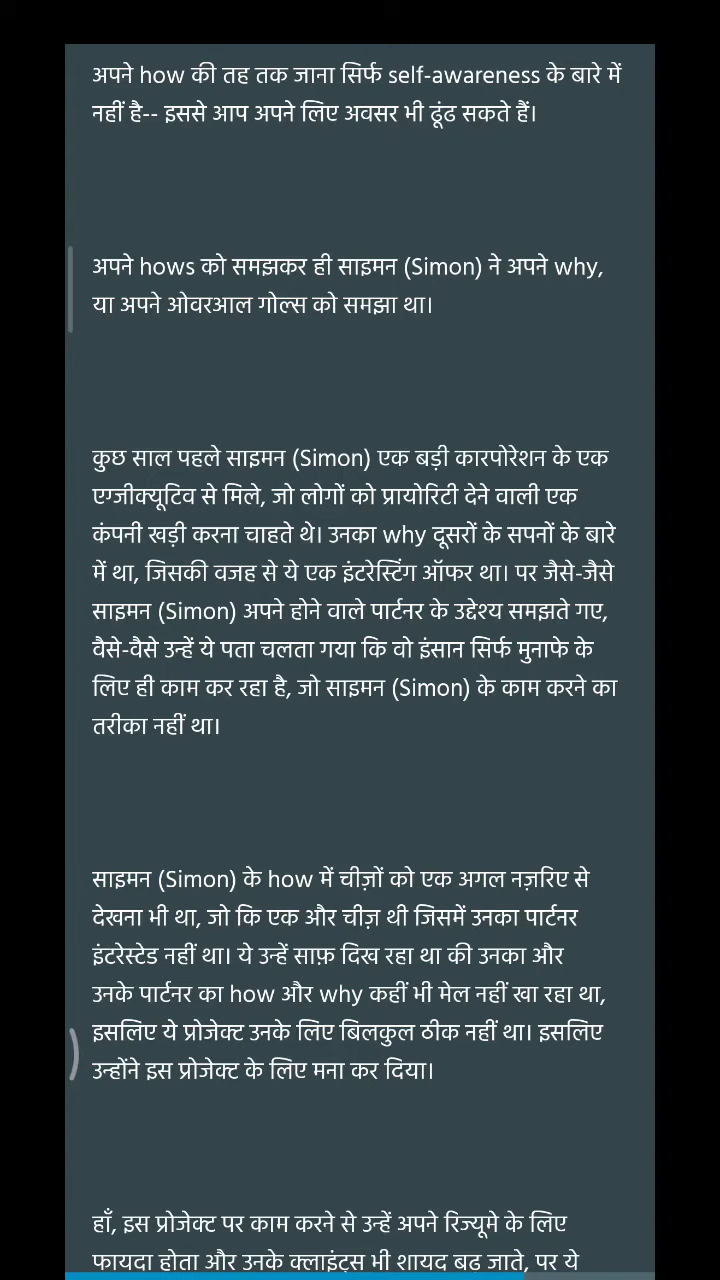 अपने how की तह तक जाना सिर्फ self-awareness के बारे में
नहीं है-- इससे आप अपने लिए अवसर भी ढूंढ सकते हैं।
अपने hows को समझकर ही साइमन (Simon) ने अपने why,
या अपने ओवरआल गोल्स को समझा था।
कुछ साल पहले साइमन (Simon) एक बड़ी कारपोरेशन के एक
एग्जीक्यूटिव से मिले, जो लोगों को प्रायोरिटी देने वाली एक
कंपनी खड़ी करना चाहते थे। उनका why दूसरों के सपनों के बारे
में था, जिसकी वजह से ये एक इंटरेस्टिंग ऑफर था। पर जैसे-जैसे
साइमन (Simon) अपने होने वाले पार्टनर के उद्देश्य समझते गए,
वैसे-वैसे उन्हें ये पता चलता गया कि वो इंसान सिर्फ मुनाफे के
लिए ही काम कर रहा है, जो साइमन (Simon) के काम करने का
तरीका नहीं था।
साइमन (Simon) के how में चीज़ों को एक अगल नज़रिए से
देखना भी था, जो कि एक और चीज़ थी जिसमें उनका पार्टनर
इंटरेस्टेड नहीं था। ये उन्हें साफ़ दिख रहा था की उनका और
उनके पार्टनर का how और why कहीं भी मेल नहीं खा रहा था,
इसलिए ये प्रोजेक्ट उनके लिए बिलकुल ठीक नहीं था। इसलिए
उन्होंने इस प्रोजेक्ट के लिए मना कर दिया।
हाँ, इस प्रोजेक्ट पर काम करने से उन्हें अपने रिज्यूमे के लिए
फायदा होता और उनके क्लाइंट्स भी शायद बढ़ जाते, पर ये